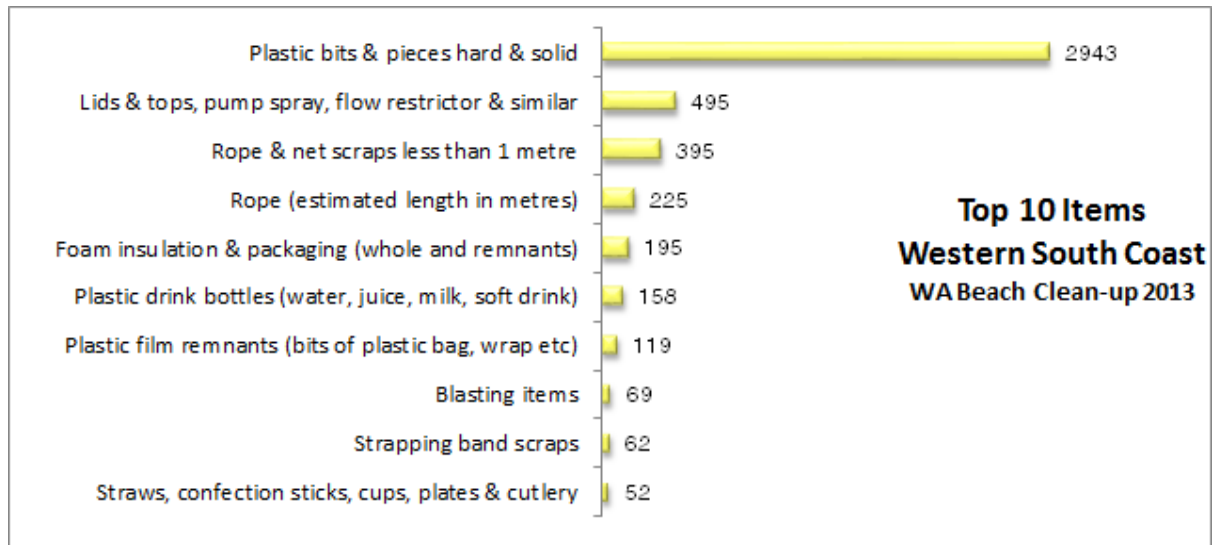 Plastic bits & pieces hard & solid 2943
Lids & tops, pump spray, flow restrictor & similar 495
Rope & net scraps less than 1 metre 395
Rope (estimated length in metres) 225
Foam insulation & packaging (whole and remnants) 195
Plastic drink bottles (water, juice, milk, soft drink) 158
Plastic film remnants (bits of plastic bag, wrap etc) 119
Blasting items 69
Strapping band scraps 62
Straws, confection sticks, cups, plates & cutlery 52
Top 10 Items
Western South Coast
WA Beach Clean-up 2013